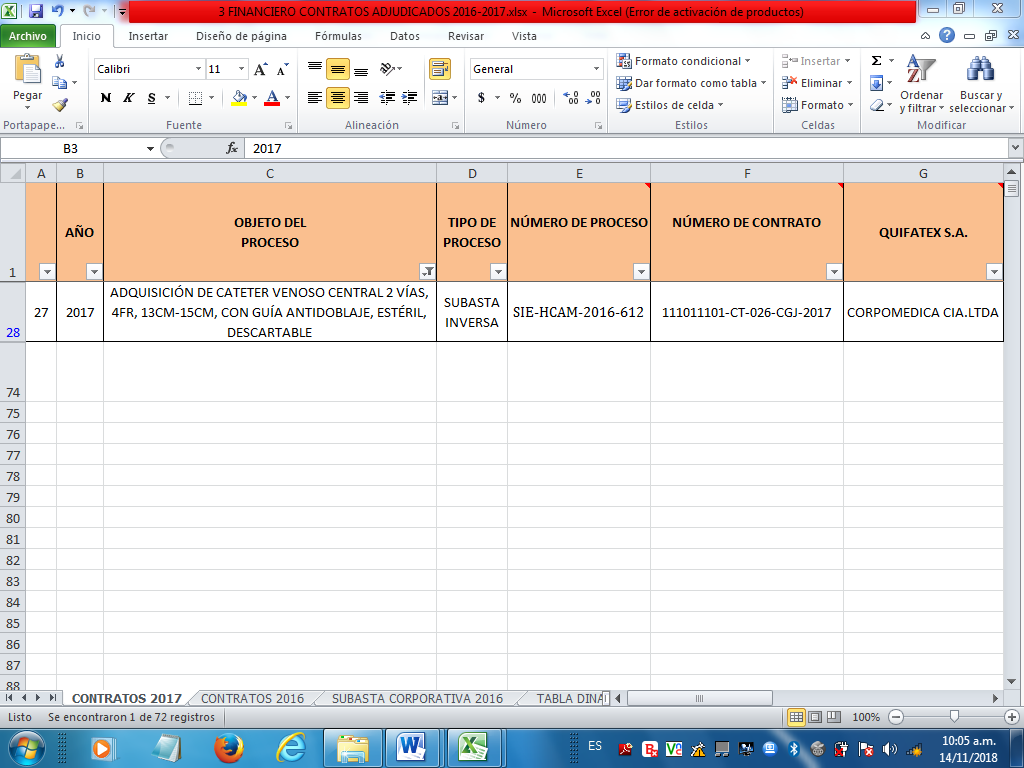 3 FINANCIERO CONTRATOS ADJUDICADOS 2016-2017.xlsx - Microsoft Excel (Error de activación de productos)
Archivo Inicio Insertar Diseño de página Fórmulas Datos Revisar Vista
Pegar
Calibri 11
N K S
General
$ % 000
Formato condicional
Dar formato como tabla
Estilos de celda
Insertar
Eliminar
Formato
Σ
Ordenar y filtrar
Buscar y seleccionar
Portapape... Fuente Alineación Número Estilos Celdas Modificar
B3 fx 2017
A B C D E F G
1 AÑO OBJETO DEL PROCESO TIPO DE PROCESO NÚMERO DE PROCESO NÚMERO DE CONTRATO QUIFATEX S.A.
28 27 2017 ADQUISICIÓN DE CATETER VENOSO CENTRAL 2 VÍAS,
4FR, 13CM-15CM, CON GUÍA ANTIDOBLAJE, ESTÉRIL,
DESCARTABLE
SUBASTA
INVERSA
SIE-HCAM-2016-612 111011101-CT-026-CGJ-2017 CORPOMEDICA CIA.LTDA
74
75
76
77
78
79
80
81
82
83
84
85
86
87
88
CONTRATOS 2017 CONTRATOS 2016 SUBASTA CORPORATIVA 2016 TABLA DINA
Listo Se encontraron 1 de 72 registros 100%
ES 10:05 a.m.
14/11/2018